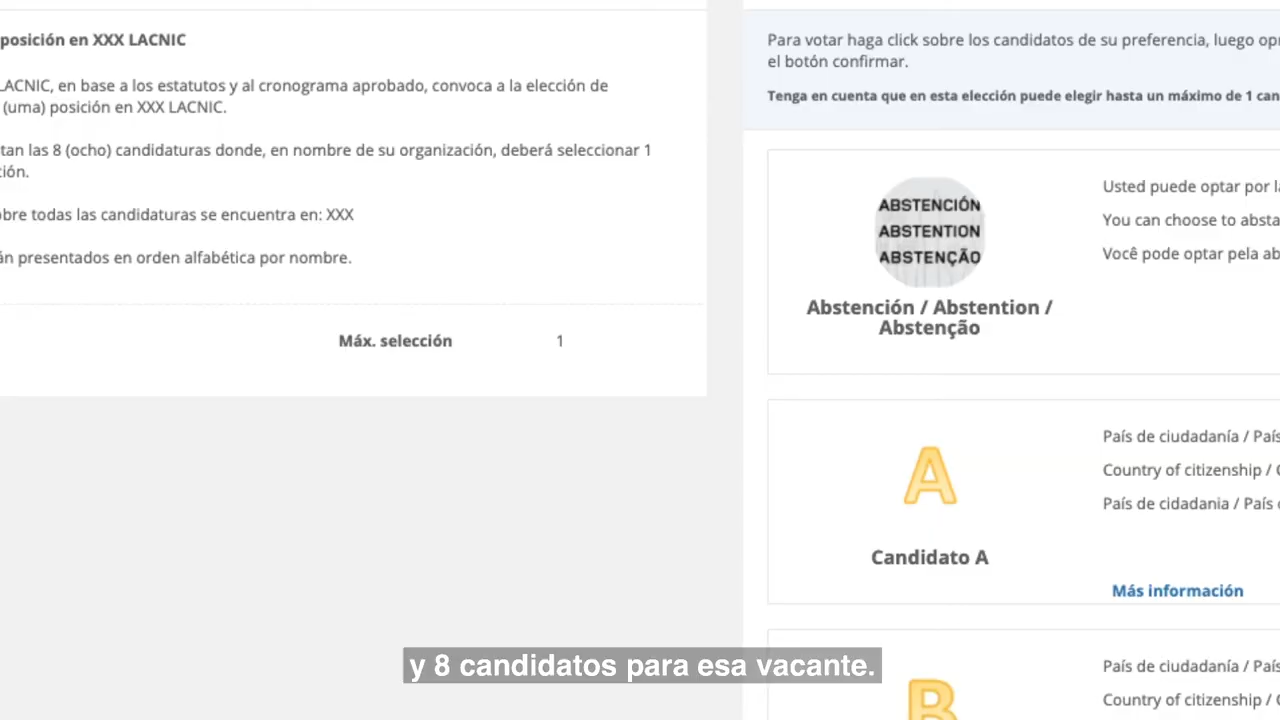 posición en XXX LACNIC
LACNIC, en base a los estatutos y al cronograma aprobado, convoca a la elección de
(uma) posición en XXX LACNIC.
tan las 8 (ocho) candidaturas donde, en nombre de su organización, deberá seleccionar 1
ción.
obre todas las candidaturas se encuentra en: XXX
án presentados en orden alfabética por nombre.
Máx. selección 1
Para votar haga click sobre los candidatos de su preferencia, luego opr
el botón confirmar.
Tenga en cuenta que en esta elección puede elegir hasta un máximo de 1 can
ABSTENCIÓN
ABSTENTION
ABSTENÇÃO
Abstención / Abstention /
Abstenção
Usted puede optar por la
You can choose to absta
Você pode optar pela ab
A
Candidato A
País de ciudadanía / País
Country of citizenship / C
País de cidadania / País
Más información
B
País de ciudadanía / País
Country of citizenship / C
y 8 candidatos para esa vacante.